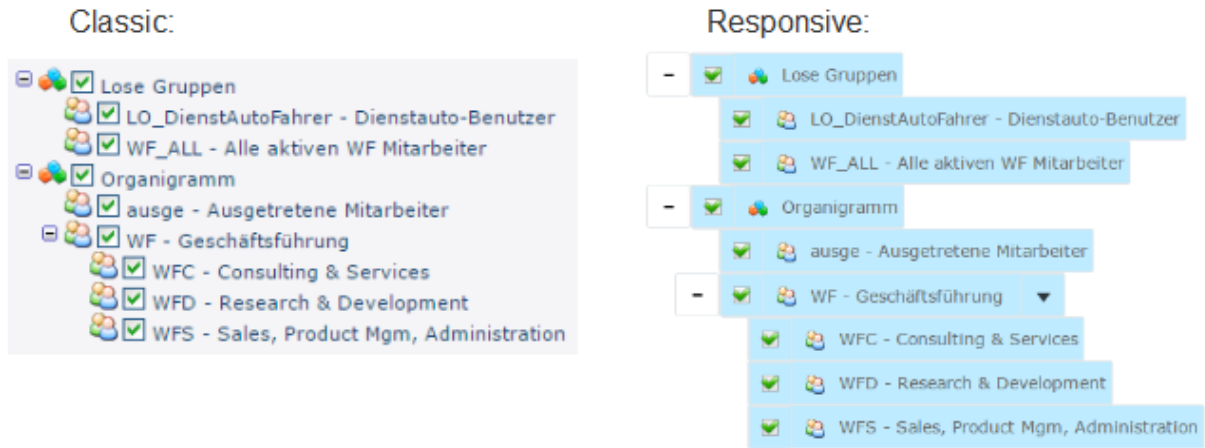 Classic:
Lose Gruppen
LO_DienstAutoFahrer - Dienstauto-Benutzer
WF_ALL - Alle aktiven WF Mitarbeiter
Organigramm
ausge - Ausgetretene Mitarbeiter
WF - Geschäftsführung
WFC - Consulting & Services
WFD - Research & Development
WFS - Sales, Product Mgm, Administration
Responsive:
Lose Gruppen
LO_DienstAutoFahrer - Dienstauto-Benutzer
WF_ALL - Alle aktiven WF Mitarbeiter
Organigramm
ausge - Ausgetretene Mitarbeiter
WF - Geschäftsführung
WFC - Consulting & Services
WFD - Research & Development
WFS - Sales, Product Mgm, Administration